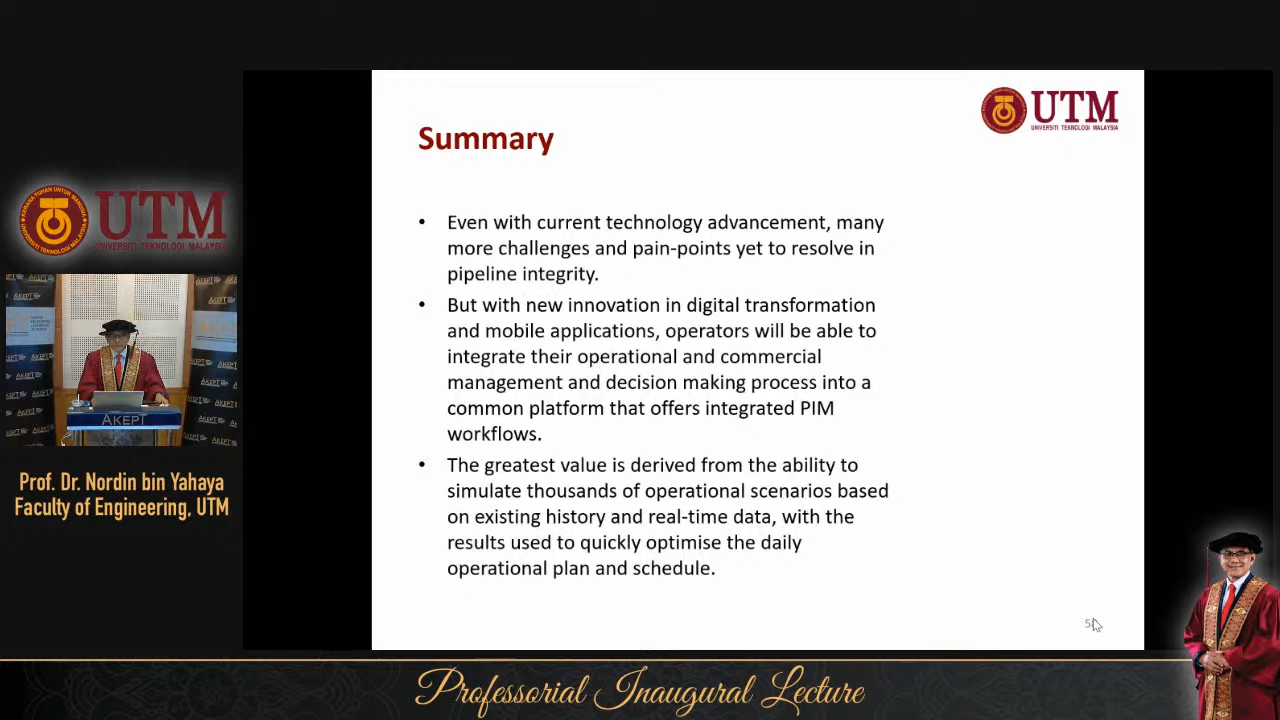 UTM
UNIVERSITI TEKNOLOGI MALAYSIA
Summary
• Even with current technology advancement, many
more challenges and pain-points yet to resolve in
pipeline integrity.
• But with new innovation in digital transformation
and mobile applications, operators will be able to
integrate their operational and commercial
management and decision making process into a
common platform that offers integrated PIM
workflows.
• The greatest value is derived from the ability to
simulate thousands of operational scenarios based
on existing history and real-time data, with the
results used to quickly optimise the daily
operational plan and schedule.
UTM
UNIVERSITI TEKNOLOGI MALAYSIA
AKEPT
AKEPT
Prof. Dr. Nordin bin Yahaya
Faculty of Engineering, UTM
Professorial Inaugural Lecture